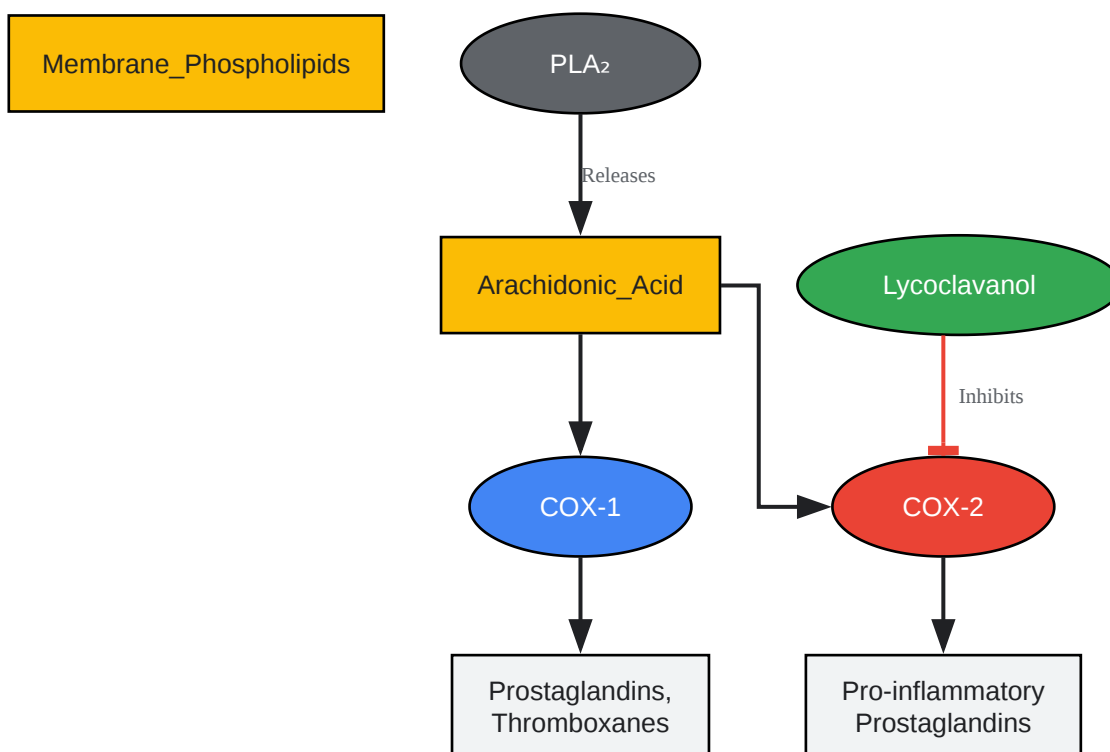 Membrane_Phospholipids
PLA₂
Releases
Arachidonic_Acid
Lycoclavanol
Inhibits
COX-1
COX-2
Prostaglandins,
Thromboxanes
Pro-inflammatory
Prostaglandins